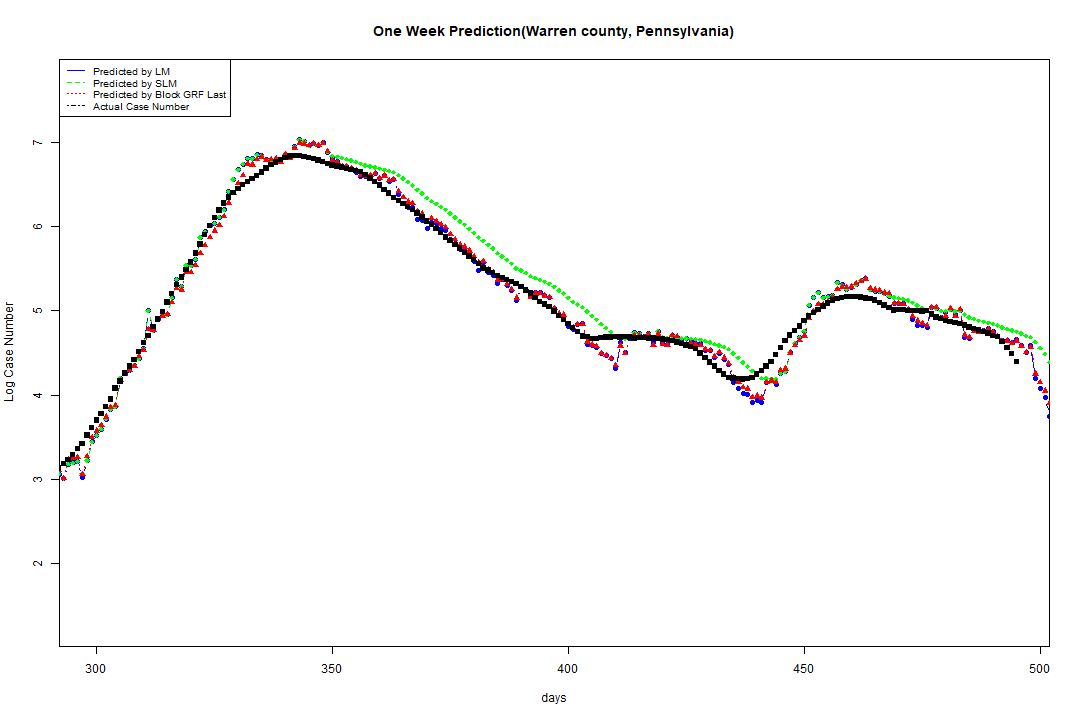 One Week Prediction(Warren county, Pennsylvania)
Predicted by LM
Predicted by SLM
Predicted by Block GRF Last
Actual Case Number
Log Case Number
7
6
5
4
3
2
300 350 400 450 500
days